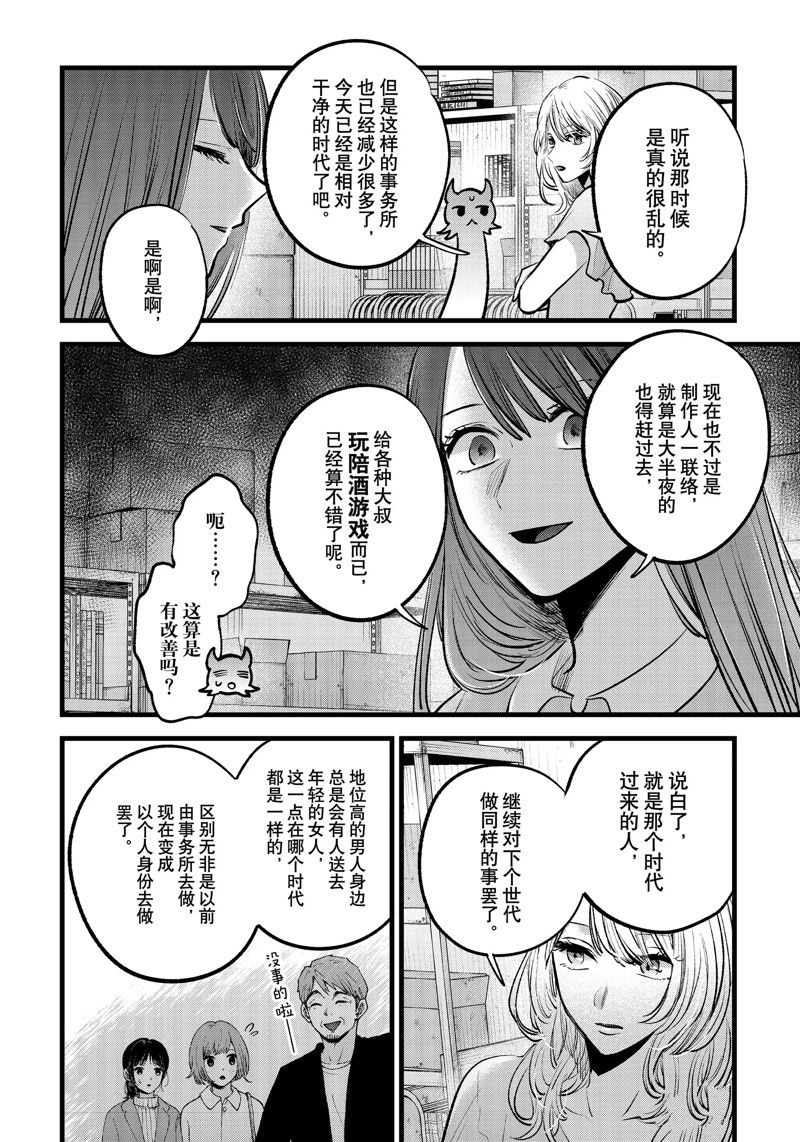 听说那时候
是真的很乱的。
但是这样的事务所
也已经减少很多了，
今天已经是相对
干净的时代了吧。
是啊是啊，
现在也不过是
制作人一联络，
就算是大半夜的
也得赶过去，
给各种大叔
玩陪酒游戏而已，
已经算不错了呢。
呃……？
这算是
有改善吗？
说白了，
就是那个时代
过来的人，
继续对下个世代
做同样的事罢了。
地位高的男人身边
总是会有人送去
年轻的女人，
这一点在哪个时代
都是一样的，
区别无非是以前
由事务所去做，
现在变成
以个人身份去做
罢了。
没事的啦——